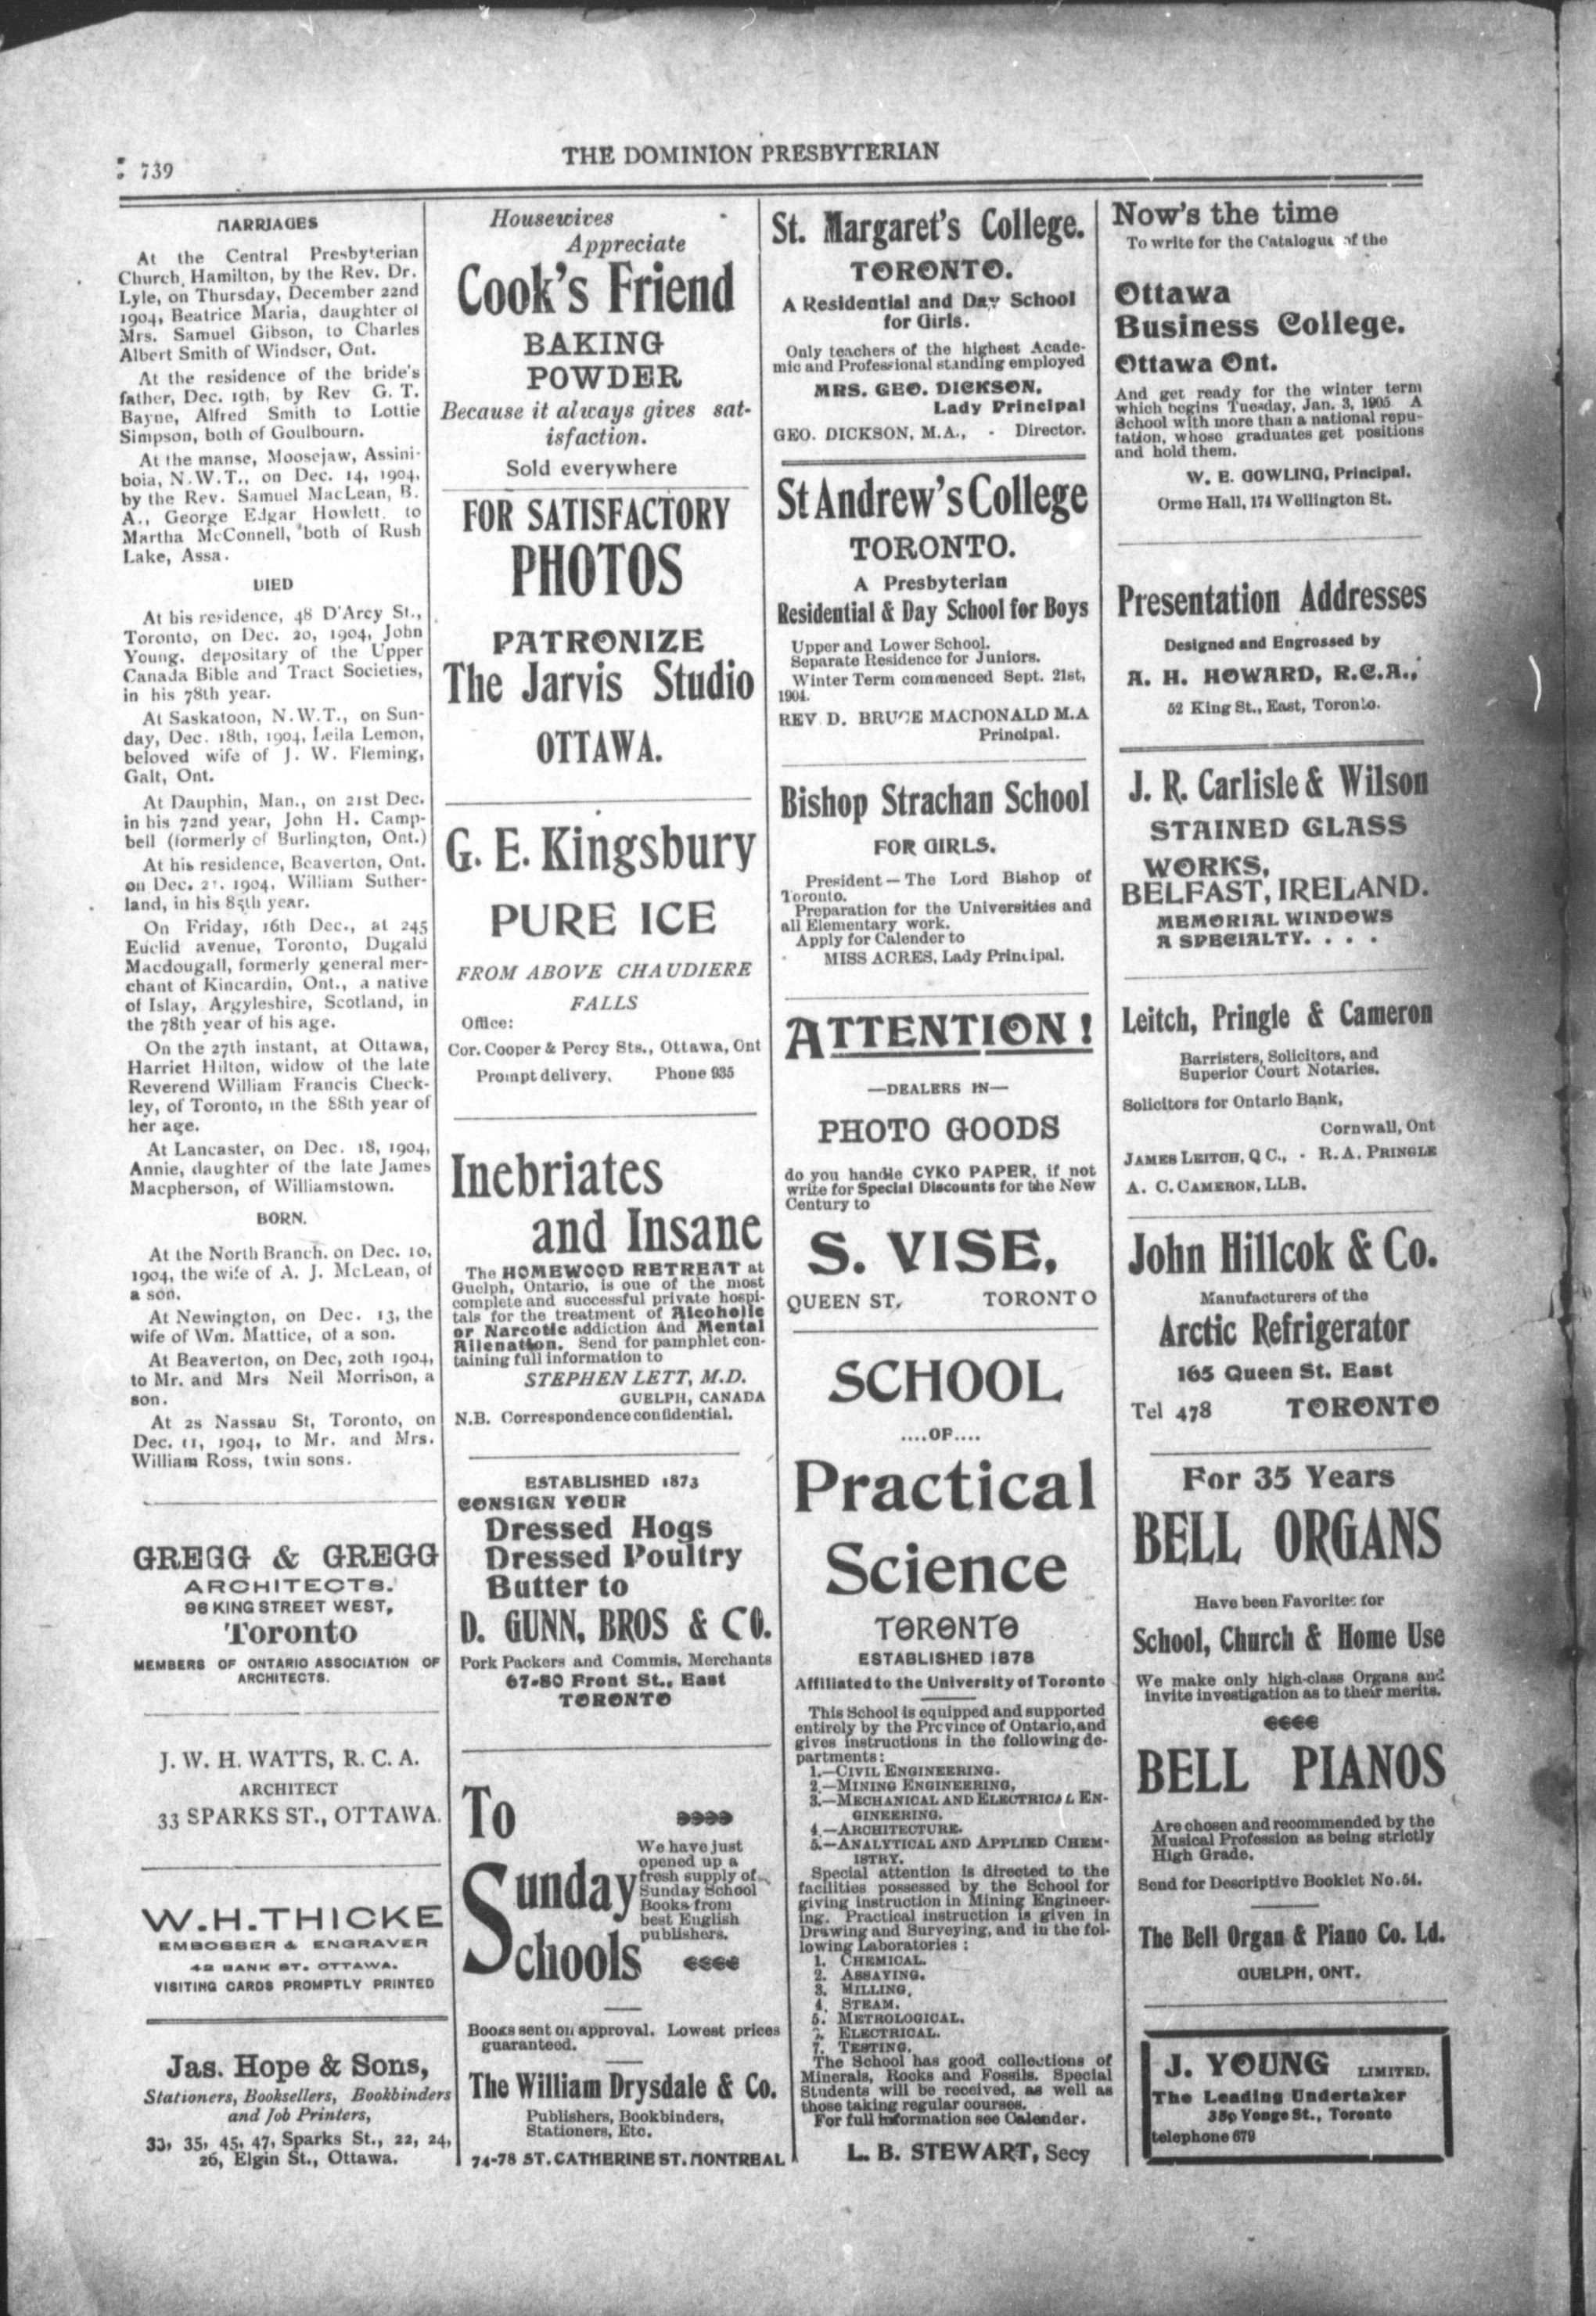 739
THE DOMINION PRESBYTERIAN
MARRIAGES
At the Central Presbyterian
Church, Hamilton, by the Rev. Dr.
Lyle, on Thursday, December 22nd
1904, Beatrice Maria, daughter of
Mrs. Samuel Gibson, to Charles
Albert Smith of Windsor, Ont.
At the residence of the bride's
father, Dec. 19th, by Rev G. T.
Bayne, Alfred Smith to Lottie
Simpson, both of Goulbourn.
At the manse, Moosejaw, Assini-
boia, N.W.T., on Dec. 14, 1904,
by the Rev. Samuel MacLean, B.
A., George Edgar Howlett, to
Martha McConnell, both of Rush
Lake, Assa.
DIED
At his residence, 48 D'Arcy St.,
Toronto, on Dec. 20, 1904, John
Young, depositary of the Upper
Canada Bible and Tract Societies,
in his 78th year.
At Saskatoon, N.W.T., on Sun-
day, Dec. 18th, 1904, Leila Lemon,
beloved wife of J. W. Fleming,
Galt, Ont.
At Dauphin, Man., on 21st Dec.
in his 72nd year, John H. Camp-
bell (formerly of Burlington, Ont.)
At his residence, Beaverton, Ont.
on Dec. 1904, William Suther-
land, in his 85th year.
On Friday, 16th Dec., at 245
Euclid avenue, Toronto, Dugald
Macdougall, formerly general mer-
chant of Kincardin, Ont., a native
of Islay, Argyleshire, Scotland, in
the 78th year of his age.
On the 27th instant, at Ottawa,
Harriet Hilton, widow of the late
Reverend William Francis Check-
ley, of Toronto, in the 88th year of
her age.
At Lancaster, on Dec. 18, 1904,
Annie, daughter of the late James
Macpherson, of Williamstown.
BORN.
At the North Branch, on Dec. 10,
1904, the wife of A. J. McLean, of
a son.
At Newington, on Dec. 13, the
wife of Wm. Mattice, of a son.
At Beaverton, on Dec, 20th 1904,
to Mr. and Mrs Neil Morrison, a
son.
At 28 Nassau St, Toronto, on
Dec. 11, 1904, to Mr. and Mrs.
William Ross, twin sons.
GREGG & GREGG
ARCHITECTS.
96 KING STREET WEST,
Toronto
MEMBERS OF ONTARIO ASSOCIATION OF
ARCHITECTS.
J. W. H. WATTS, R. C. A.
ARCHITECT
33 SPARKS ST., OTTAWA.
W.H.THICKE
EMBOSSER & ENGRAVER
42 BANK ST. OTTAWA.
VISITING CARDS PROMPTLY PRINTED
Jas. Hope & Sons,
Stationers, Booksellers, Bookbinders
and Job Printers,
33, 35, 45, 47, Sparks St., 22, 24,
26, Elgin St., Ottawa.
Housewives
Appreciate
Cook's Friend
BAKING
POWDER
Because it always gives sat-
isfaction.
Sold everywhere
FOR SATISFACTORY
PHOTOS
PATRONIZE
The Jarvis Studio
OTTAWA.
G. E. Kingsbury
PURE ICE
FROM ABOVE CHAUDIERE
FALLS
Office:
Cor. Cooper & Percy Sts., Ottawa, Ont
Prompt delivery, Phone 935
Inebriates
and Insane
The HOMEWOOD RETREAT at
Guelph, Ontario, is one of the most
complete and successful private hospi-
tals for the treatment of Alcoholic
or Narcotic addiction and Mental
Alienation. Send for pamphlet con-
taining full information to
STEPHEN LETT, M.D.
GUELPH, CANADA
N.B. Correspondence confidential.
ESTABLISHED 1873
CONSIGN YOUR
Dressed Hogs
Dressed Poultry
Butter to
D. GUNN, BROS & CO.
Pork Packers and Commis. Merchants
67-80 Front St., East
TORONTO
To
Sunday
Schools
We have just
opened up a
fresh supply of
Sunday School
Books from
best English
publishers.
Books sent on approval. Lowest prices
guaranteed.
The William Drysdale & Co.
Publishers, Bookbinders,
Stationers, Etc.
74-78 ST. CATHERINE ST. MONTREAL
St. Margaret's College.
TORONTO.
A Residential and Day School
for Girls.
Only teachers of the highest Acade-
mic and Professional standing employed
MRS. GEO. DICKSON,
Lady Principal
GEO. DICKSON, M.A., - Director.
St Andrew's College
TORONTO.
A Presbyterian
Residential & Day School for Boys
Upper and Lower School.
Separate Residence for Juniors.
Winter Term commenced Sept. 21st,
1904.
REV. D. BRUCE MACDONALD M.A
Principal.
Bishop Strachan School
FOR GIRLS.
President — The Lord Bishop of
Toronto.
Preparation for the Universities and
all Elementary work.
Apply for Calender to
MISS ACRES, Lady Principal.
ATTENTION!
—DEALERS IN—
PHOTO GOODS
do you handle CYKO PAPER, if not
write for Special Discounts for the New
Century to
S. VISE,
QUEEN ST, TORONTO
SCHOOL
....OF....
Practical
Science
TORONTO
ESTABLISHED 1878
Affiliated to the University of Toronto
This School is equipped and supported
entirely by the Province of Ontario,and
gives instructions in the following de-
partments:
1.—CIVIL ENGINEERING.
2.—MINING ENGINEERING,
3.—MECHANICAL AND ELECTRICAL EN-
GINEERING.
4.—ARCHITECTURE.
5.—ANALYTICAL AND APPLIED CHEM-
ISTRY.
Special attention is directed to the
facilities possessed by the School for
giving instruction in Mining Engineer-
ing. Practical instruction is given in
Drawing and Surveying, and in the fol-
lowing Laboratories:
1. CHEMICAL.
2. ASSAYING.
3. MILLING,
4. STEAM.
5. METROLOGICAL.
ELECTRICAL.
7. TESTING,
The School has good collections of
Minerals, Rocks and Fossils. Special
Students will be received, as well as
those taking regular courses.
For full information see Calender.
L. B. STEWART, Secy
Now's the time
To write for the Catalogue of the
Ottawa
Business College.
Ottawa Ont.
And get ready for the winter term
which begins Tuesday, Jan. 3, 1905 A
School with more than a national repu-
tation, whose graduates get positions
and hold them.
W. E. GOWLING, Principal.
Orme Hall, 174 Wellington St.
Presentation Addresses
Designed and Engrossed by
A. H. HOWARD, R.C.A.,
52 King St., East, Toronto.
J. R. Carlisle & Wilson
STAINED GLASS
WORKS,
BELFAST, IRELAND.
MEMORIAL WINDOWS
A SPECIALTY. . . .
Leitch, Pringle & Cameron
Barristers, Solicitors, and
Superior Court Notaries.
Solicitors for Ontario Bank,
Cornwall, Ont
JAMES LEITCH, Q C., - R. A. PRINGLE
A. C. CAMERON, LLB.
John Hillcok & Co.
Manufacturers of the
Arctic Refrigerator
165 Queen St. East
Tel 478 TORONTO
For 35 Years
BELL ORGANS
Have been Favorites for
School, Church & Home Use
We make only high-class Organs and
invite investigation as to their merits.
BELL PIANOS
Are chosen and recommended by the
Musical Profession as being strictly
High Grade.
Send for Descriptive Booklet No. 54.
The Bell Organ & Piano Co. Ld.
GUELPH, ONT.
J. YOUNG LIMITED.
The Leading Undertaker
359 Yonge St., Toronto
telephone 679